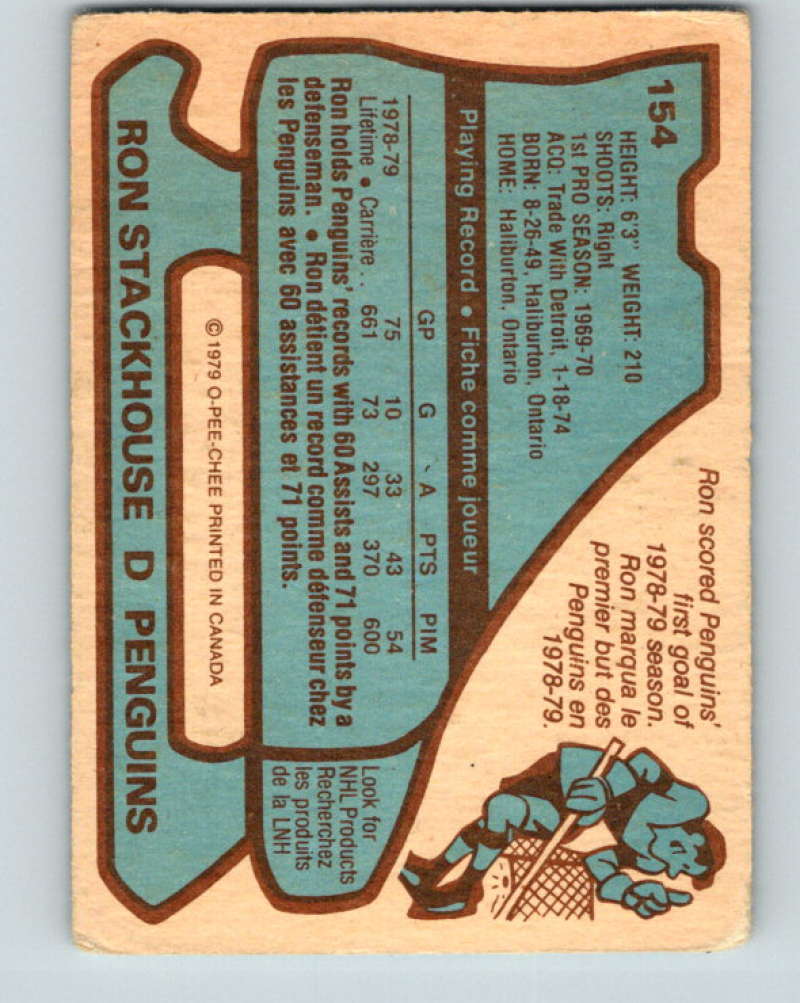 154
HEIGHT: 6'3" WEIGHT: 210
SHOOTS: Right
1st PRO SEASON: 1969-70
ACQ: Trade With Detroit, 1-18-74
BORN: 8-26-49, Haliburton, Ontario
HOME: Haliburton, Ontario
Ron scored Penguins'
first goal of
1978-79 season.
Ron marqua le
premier but des
Penguins en
1978-79.
Playing Record • Fiche comme joueur
GP G A PTS PIM
1978-79 75 10 33 43 54
Lifetime • Carrière . . 661 73 297 370 600
Ron holds Penguins' records with 60 Assists and 71 points by a
defenseman. • Ron détient un record comme défenseur chez
les Penguins avec 60 assistances et 71 points.
Look for
NHL Products
Recherchez
les produits
de la LNH
© 1979 O-PEE-CHEE PRINTED IN CANADA
RON STACKHOUSE D PENGUINS